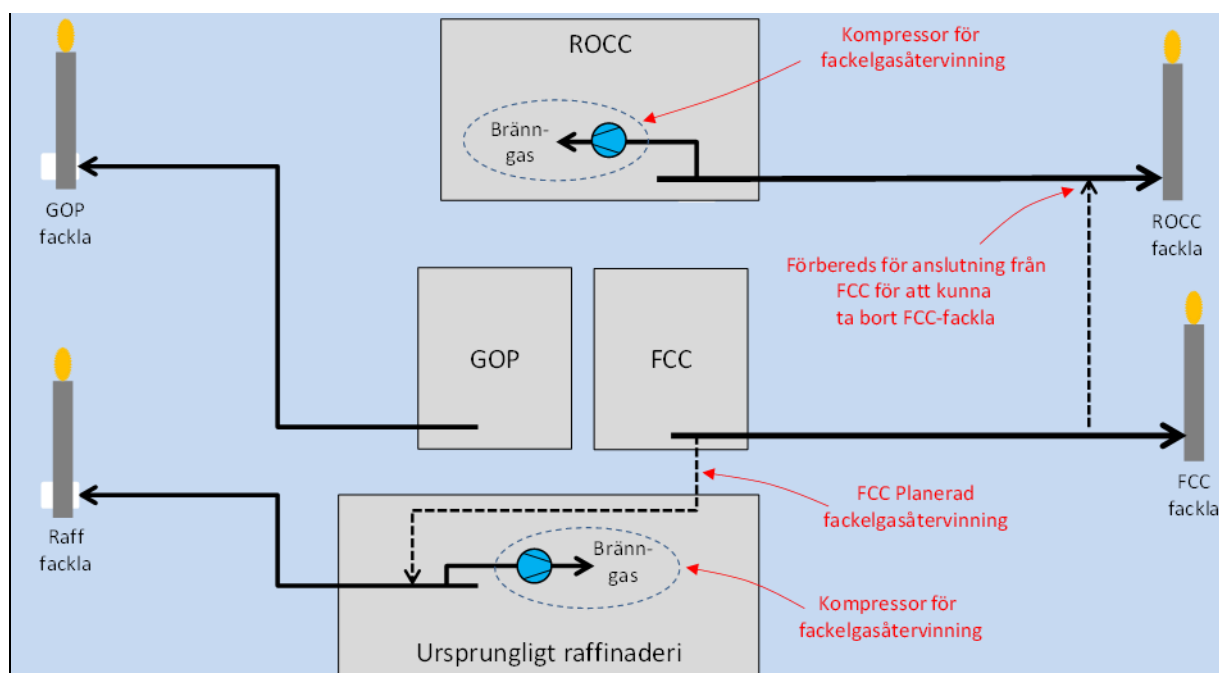 ROCC
Kompressor för
fackelgasåtervinning
Bränn-
gas
GOP
fackla
ROCC
fackla
Förbereds för anslutning från
FCC för att kunna
ta bort FCC-fackla
GOP
FCC
Raff
fackla
FCC Planerad
fackelgasåtervinning
FCC
fackla
Bränn-
gas
Kompressor för
fackelgasåtervinning
Ursprungligt raffinaderi